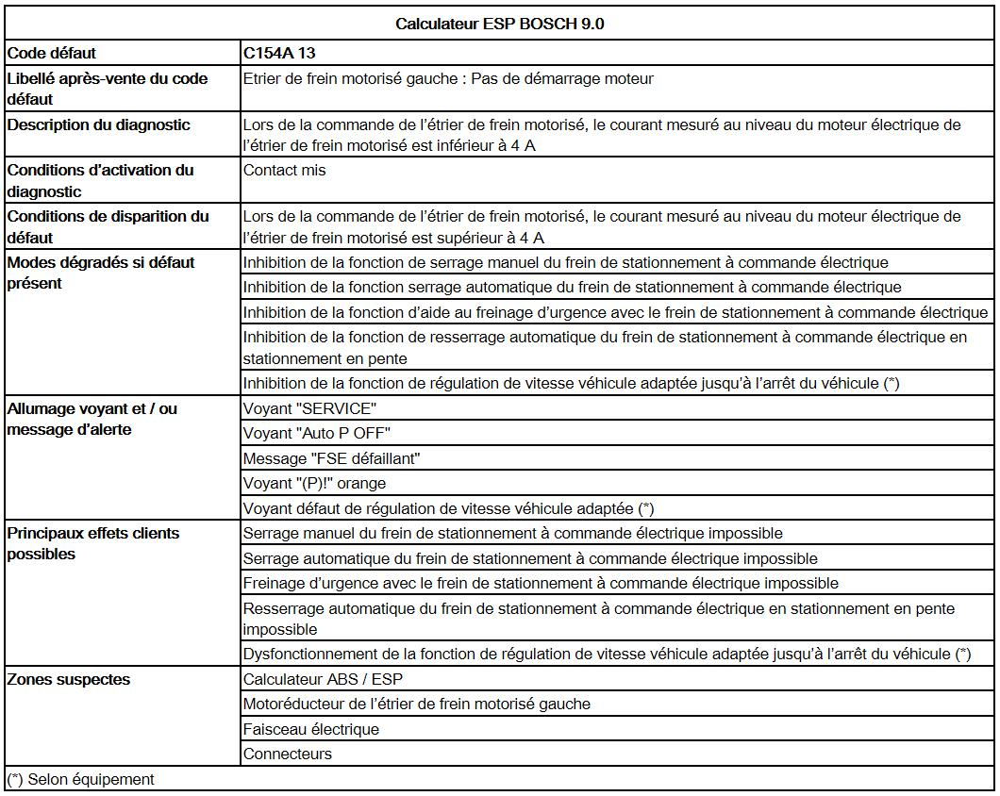 Calculateur ESP BOSCH 9.0
Code défaut
C154A 13
Libellé après-vente du code
défaut
Etrier de frein motorisé gauche : Pas de démarrage moteur
Description du diagnostic
Lors de la commande de l’étrier de frein motorisé, le courant mesuré au niveau du moteur électrique de
l’étrier de frein motorisé est inférieur à 4 A
Conditions d’activation du
diagnostic
Contact mis
Conditions de disparition du
défaut
Lors de la commande de l’étrier de frein motorisé, le courant mesuré au niveau du moteur électrique de
l’étrier de frein motorisé est supérieur à 4 A
Modes dégradés si défaut
présent
Inhibition de la fonction de serrage manuel du frein de stationnement à commande électrique
Inhibition de la fonction serrage automatique du frein de stationnement à commande électrique
Inhibition de la fonction d’aide au freinage d’urgence avec le frein de stationnement à commande électrique
Inhibition de la fonction de resserrage automatique du frein de stationnement à commande électrique en
stationnement en pente
Inhibition de la fonction de régulation de vitesse véhicule adaptée jusqu’à l’arrêt du véhicule (*)
Allumage voyant et / ou
message d’alerte
Voyant "SERVICE"
Voyant "Auto P OFF"
Message "FSE défaillant"
Voyant "(P)!" orange
Voyant défaut de régulation de vitesse véhicule adaptée (*)
Principaux effets clients
possibles
Serrage manuel du frein de stationnement à commande électrique impossible
Serrage automatique du frein de stationnement à commande électrique impossible
Freinage d’urgence avec le frein de stationnement à commande électrique impossible
Resserrage automatique du frein de stationnement à commande électrique en stationnement en pente
impossible
Dysfonctionnement de la fonction de régulation de vitesse véhicule adaptée jusqu’à l’arrêt du véhicule (*)
Zones suspectes
Calculateur ABS / ESP
Motoréducteur de l’étrier de frein motorisé gauche
Faisceau électrique
Connecteurs
(*) Selon équipement